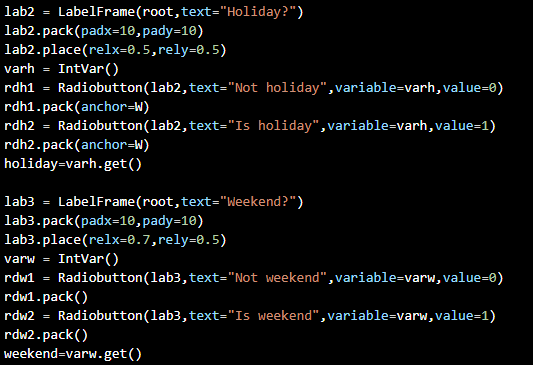 lab2 = LabelFrame(root,text="Holiday?")
lab2.pack(padx=10,pady=10)
lab2.place(relx=0.5,rely=0.5)
varh = IntVar()
rdh1 = Radiobutton(lab2,text="Not holiday",variable=varh,value=0)
rdh1.pack(anchor=W)
rdh2 = Radiobutton(lab2,text="Is holiday",variable=varh,value=1)
rdh2.pack(anchor=W)
holiday=varh.get()

lab3 = LabelFrame(root,text="Weekend?")
lab3.pack(padx=10,pady=10)
lab3.place(relx=0.7,rely=0.5)
varw = IntVar()
rdw1 = Radiobutton(lab3,text="Not weekend",variable=varw,value=0)
rdw1.pack()
rdw2 = Radiobutton(lab3,text="Is weekend",variable=varw,value=1)
rdw2.pack()
weekend=varw.get()